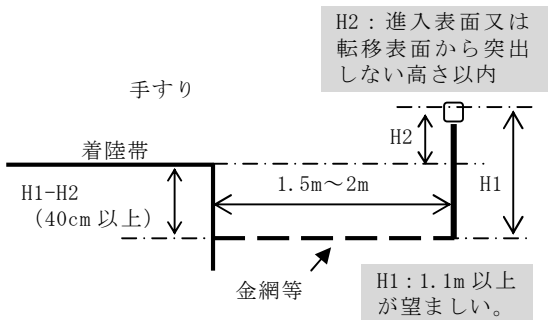 H2：進入表面又は
転移表面から突出
しない高さ以内
手すり
H2
着陸帯
H1-H2
（40cm 以上）
1.5m～2m
H1
金網等
H1：1.1m 以上
が望ましい。